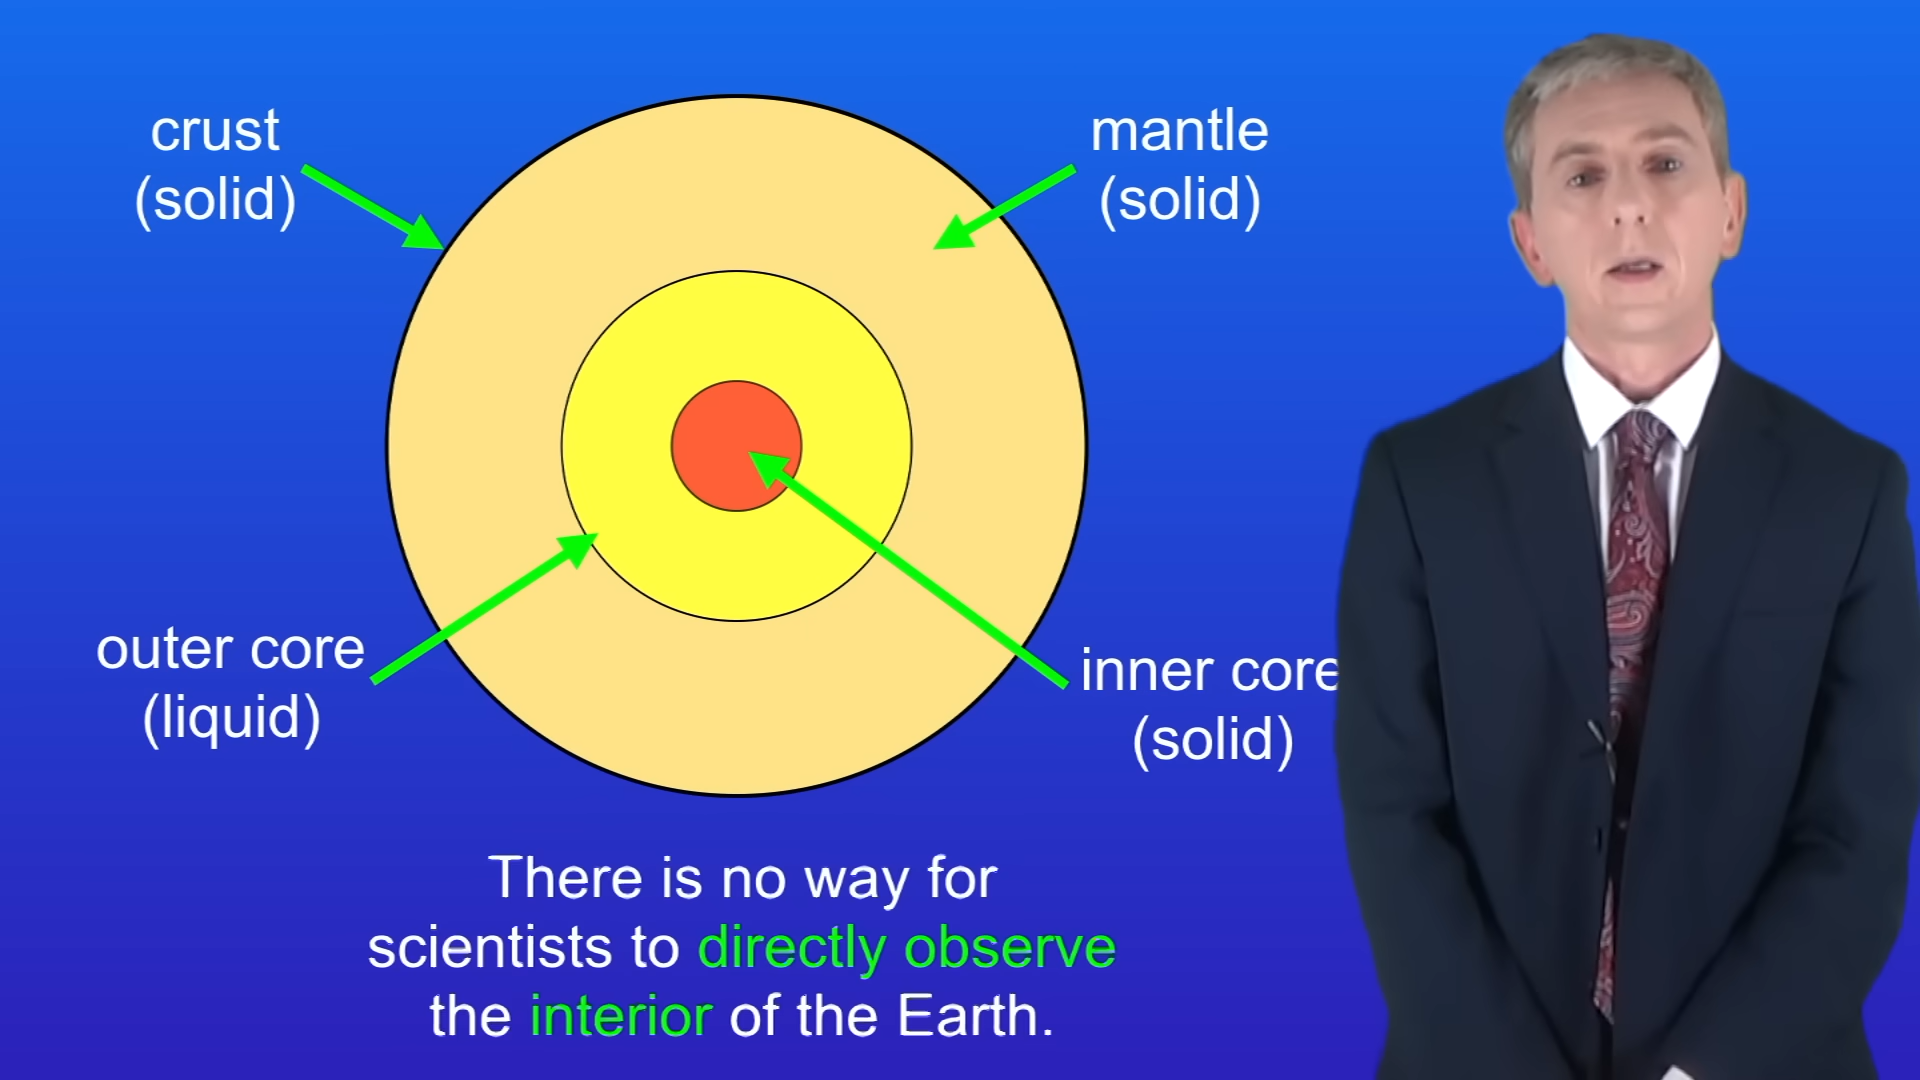 crust
(solid)
mantle
(solid)
outer core
(liquid)
inner core
(solid)
There is no way for
scientists to directly observe
the interior of the Earth.